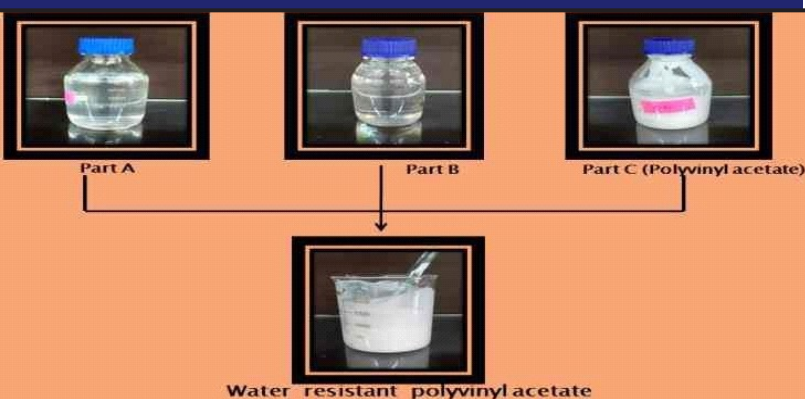 Part A
Part B
Part C (Polyvinyl acetate)
Water resistant polyvinyl acetate